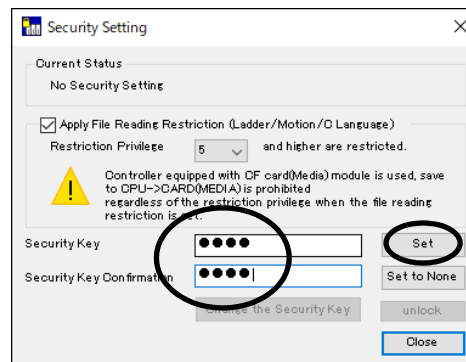 Security Setting
Current Status
No Security Setting
Apply File Reading Restriction (Ladder/Motion/C Language)
Restriction Privilege 5 and higher are restricted.
Controller equipped with CF card(Media) module is used, save
to CPU->CARD(MEDIA) is prohibited
regardless of the restriction privilege when the file reading
restriction is set.
Security Key ●●●● Set
Security Key Confirmation ●●●● Set to None
Change the Security Key unlock
Close